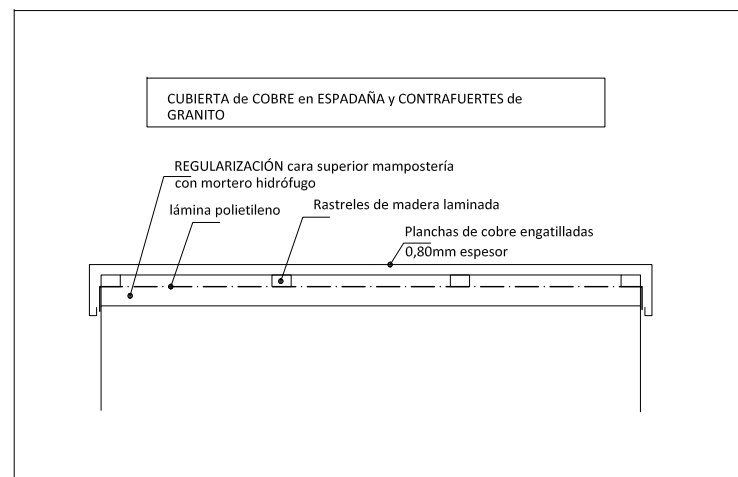 CUBIERTA de COBRE en ESPADAÑA y CONTRAFUERTES de
GRANITO
REGULARIZACIÓN cara superior mampostería
con mortero hidrófugo
lámina polietileno
Rastreles de madera laminada
Planchas de cobre engatilladas
0,80mm espesor